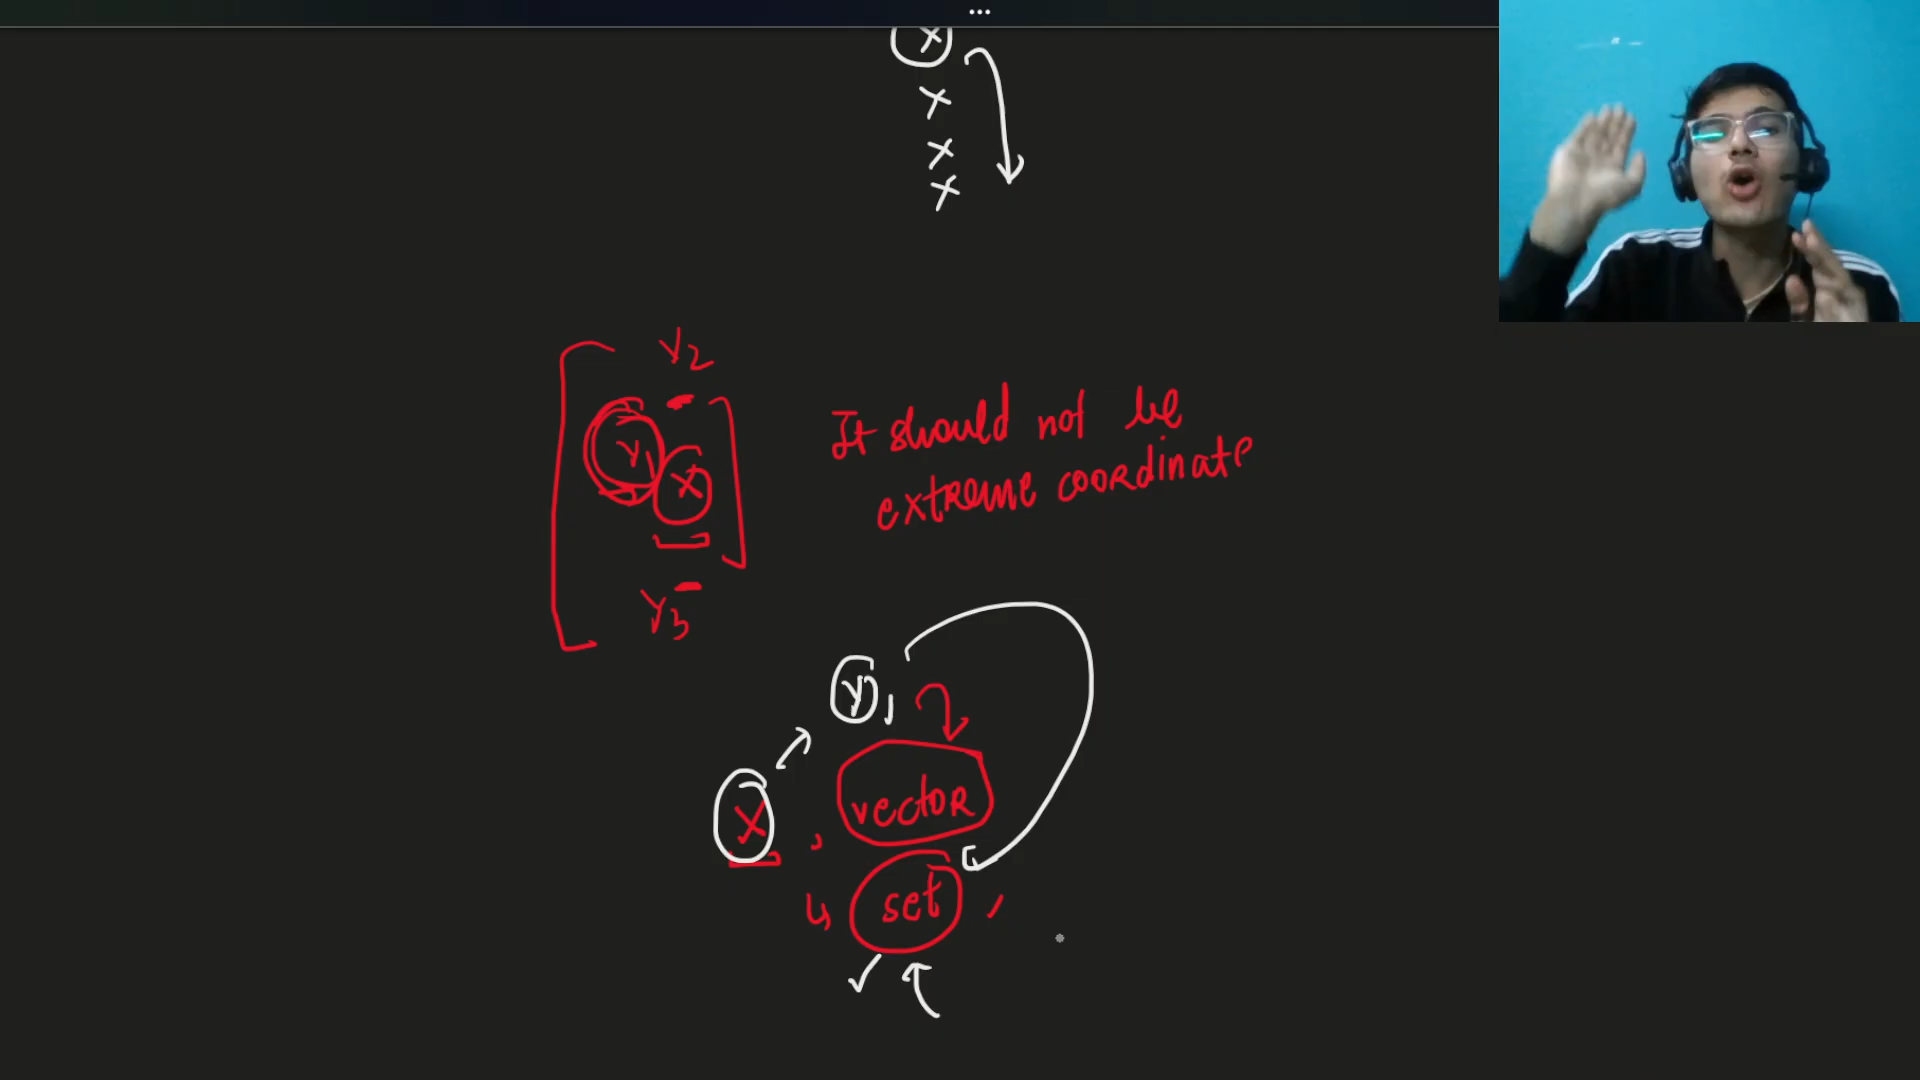 ...
X
X
X
X
Y2
Y1
X
It should not be
extreme coordinate
Y3
Y,
vector
X ,
set ,